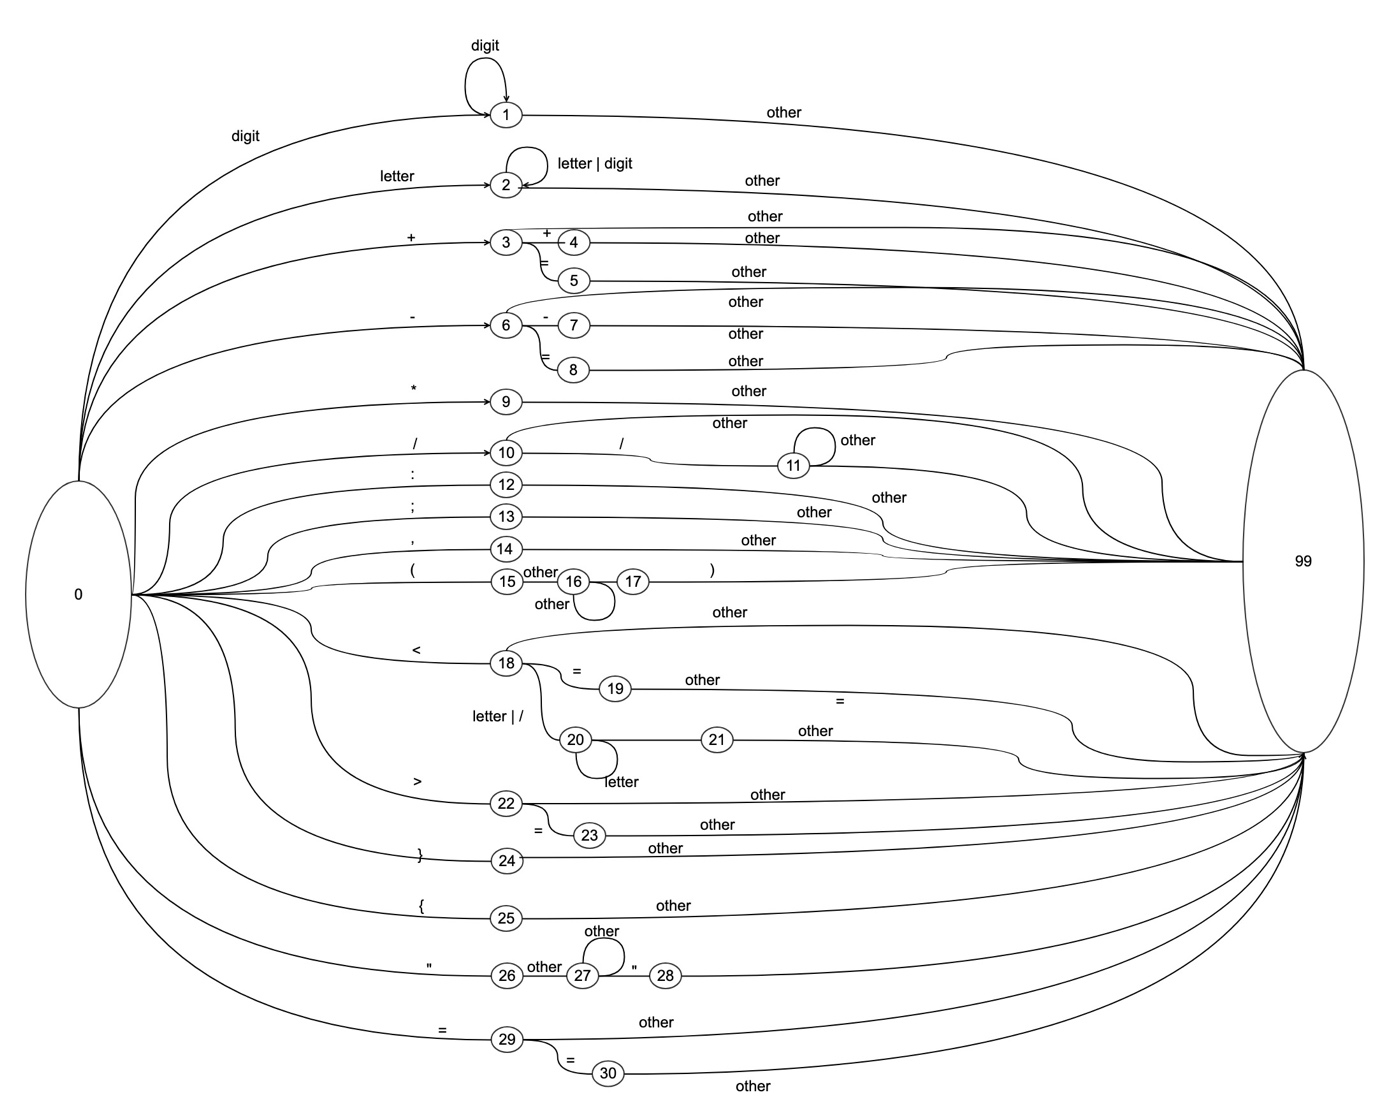 digit
digit
1
other
letter
2
letter | digit
other
+
3
+
4
other
other
=
5
other
-
6
-
7
other
other
=
8
other
*
9
other
/
10
other
/
11
other
:
12
other
;
13
other
,
14
other
(
15
other
16
other
17
)
0
99
<
18
other
=
19
other
=
letter | /
20
letter
21
other
>
22
other
=
23
other
}
24
other
{
25
other
"
26
other
27
other
"
28
=
29
other
=
30
other